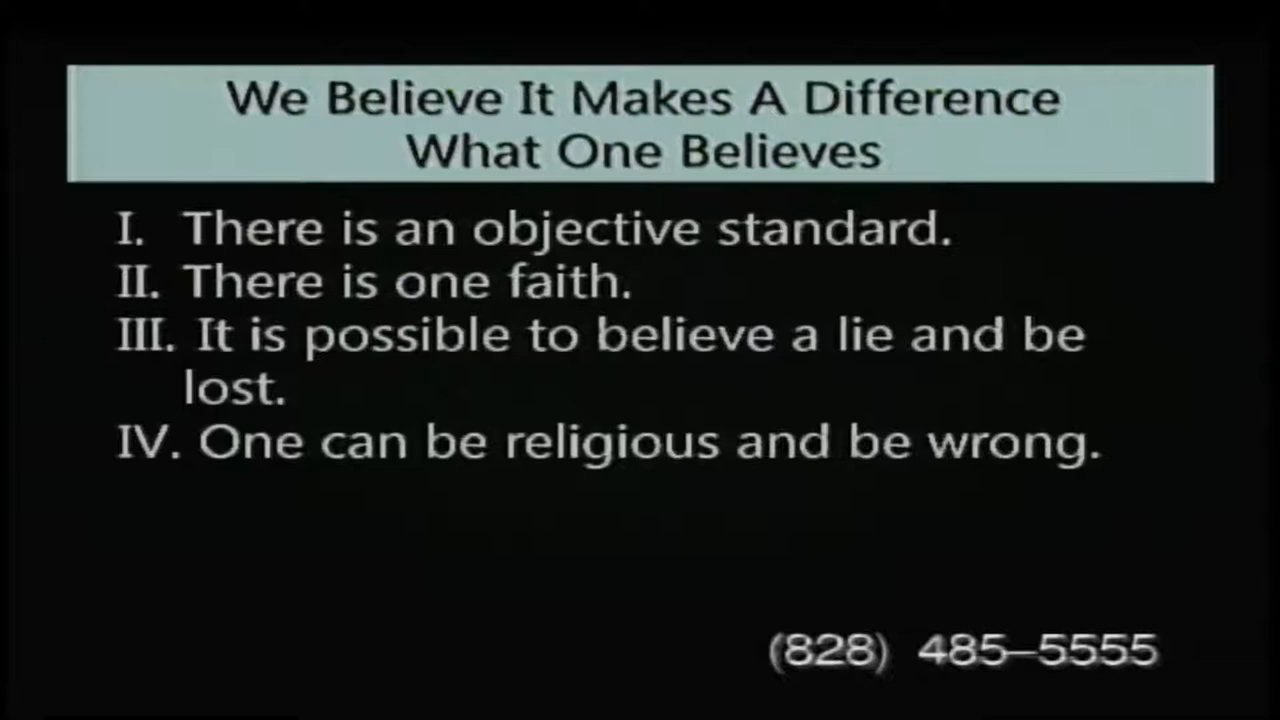 We Believe It Makes A Difference
What One Believes
I. There is an objective standard.
II. There is one faith.
III. It is possible to believe a lie and be
lost.
IV. One can be religious and be wrong.
(828) 485–5555